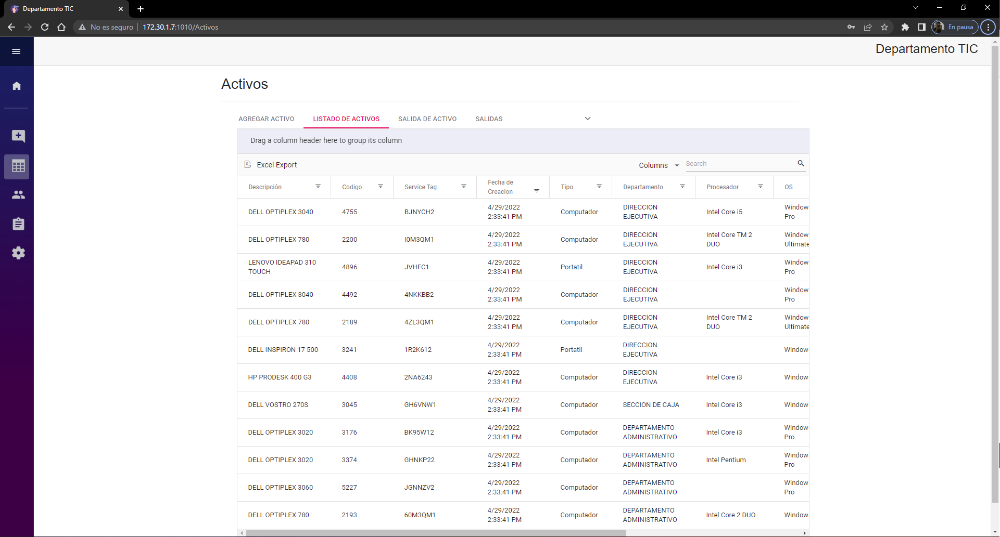 Departamento TIC
No es seguro
172.30.1.7:1010/Activos
En pausa
Departamento TIC
Activos
AGREGAR ACTIVO LISTADO DE ACTIVOS SALIDA DE ACTIVO SALIDAS
Drag a column header here to group its column
Excel Export Columns Search
Descripción Codigo Service Tag Fecha de Creacion Tipo Departamento Procesador OS
DELL OPTIPLEX 3040 4755 BJNYCH2 4/29/2022 2:33:41 PM Computador DIRECCION EJECUTIVA Intel Core i5 Window Pro
DELL OPTIPLEX 780 2200 I0M3QM1 4/29/2022 2:33:41 PM Computador DIRECCION EJECUTIVA Intel Core TM 2 DUO Window Ultimate
LENOVO IDEAPAD 310 TOUCH 4896 JVHFC1 4/29/2022 2:33:41 PM Portatil DIRECCION EJECUTIVA Intel Core i3 Window Pro
DELL OPTIPLEX 3040 4492 4NKKBB2 4/29/2022 2:33:41 PM Computador DIRECCION EJECUTIVA Window Pro
DELL OPTIPLEX 780 2189 4ZL3QM1 4/29/2022 2:33:41 PM Computador DIRECCION EJECUTIVA Intel Core TM 2 DUO Window Ultimate
DELL INSPIRON 17 500 3241 1R2K612 4/29/2022 2:33:41 PM Portatil DIRECCION EJECUTIVA Window
HP PRODESK 400 G3 4408 2NA6243 4/29/2022 2:33:41 PM Computador DIRECCION EJECUTIVA Intel Core i3 Window
DELL VOSTRO 270S 3045 GH6VNW1 4/29/2022 2:33:41 PM Computador SECCION DE CAJA Intel Core i3 Window
DELL OPTIPLEX 3020 3176 BK95W12 4/29/2022 2:33:41 PM Computador DEPARTAMENTO ADMINISTRATIVO Intel Core i3 Window Pro
DELL OPTIPLEX 3020 3374 GHNKP22 4/29/2022 2:33:41 PM Computador DEPARTAMENTO ADMINISTRATIVO Intel Pentium Window Pro
DELL OPTIPLEX 3060 5227 JGNNZV2 4/29/2022 2:33:41 PM Computador DEPARTAMENTO ADMINISTRATIVO Window Pro
DELL OPTIPLEX 780 2193 60M3QM1 4/29/2022 2:33:41 PM Computador DEPARTAMENTO ADMINISTRATIVO Intel Core 2 DUO Window